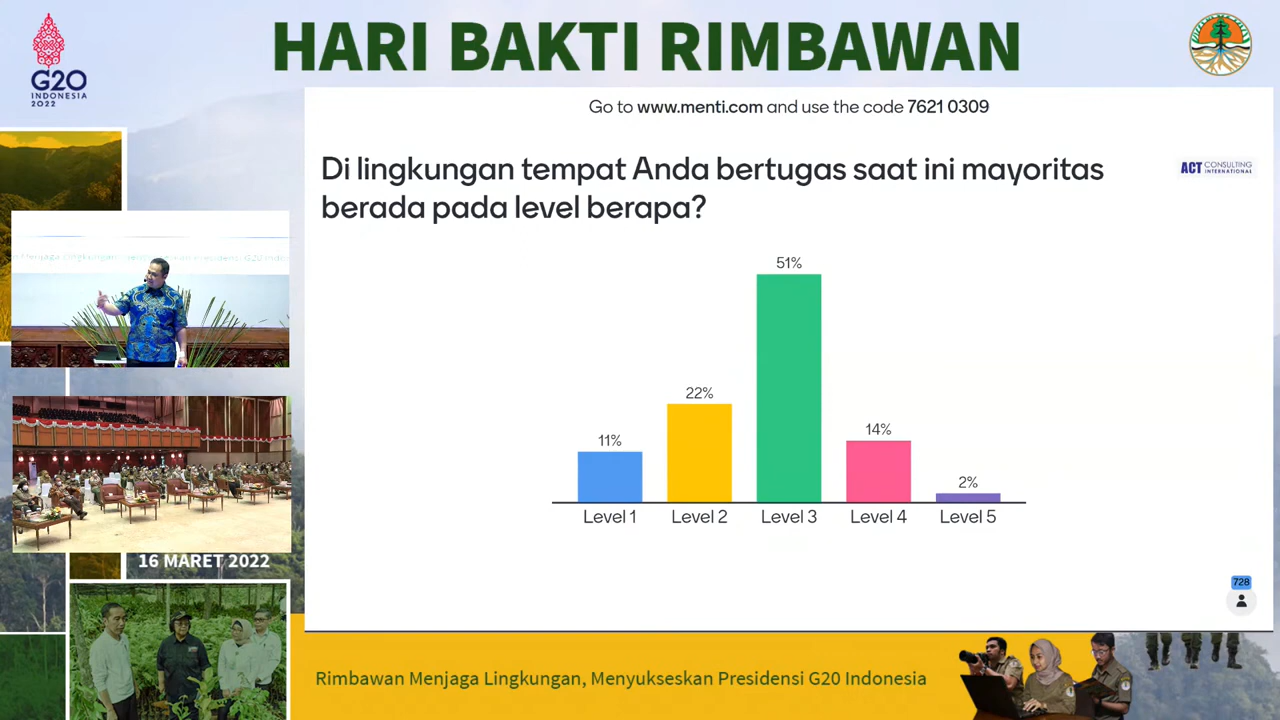 G20
INDONESIA
2022
HARI BAKTI RIMBAWAN
Go to www.menti.com and use the code 7621 0309
Di lingkungan tempat Anda bertugas saat ini mayoritas
berada pada level berapa?
ACT CONSULTING
INTERNATIONAL
51%
22%
14%
11%
2%
Level 1 Level 2 Level 3 Level 4 Level 5
728
16 MARET 2022
Rimbawan Menjaga Lingkungan, Menyukseskan Presidensi G20 Indonesia